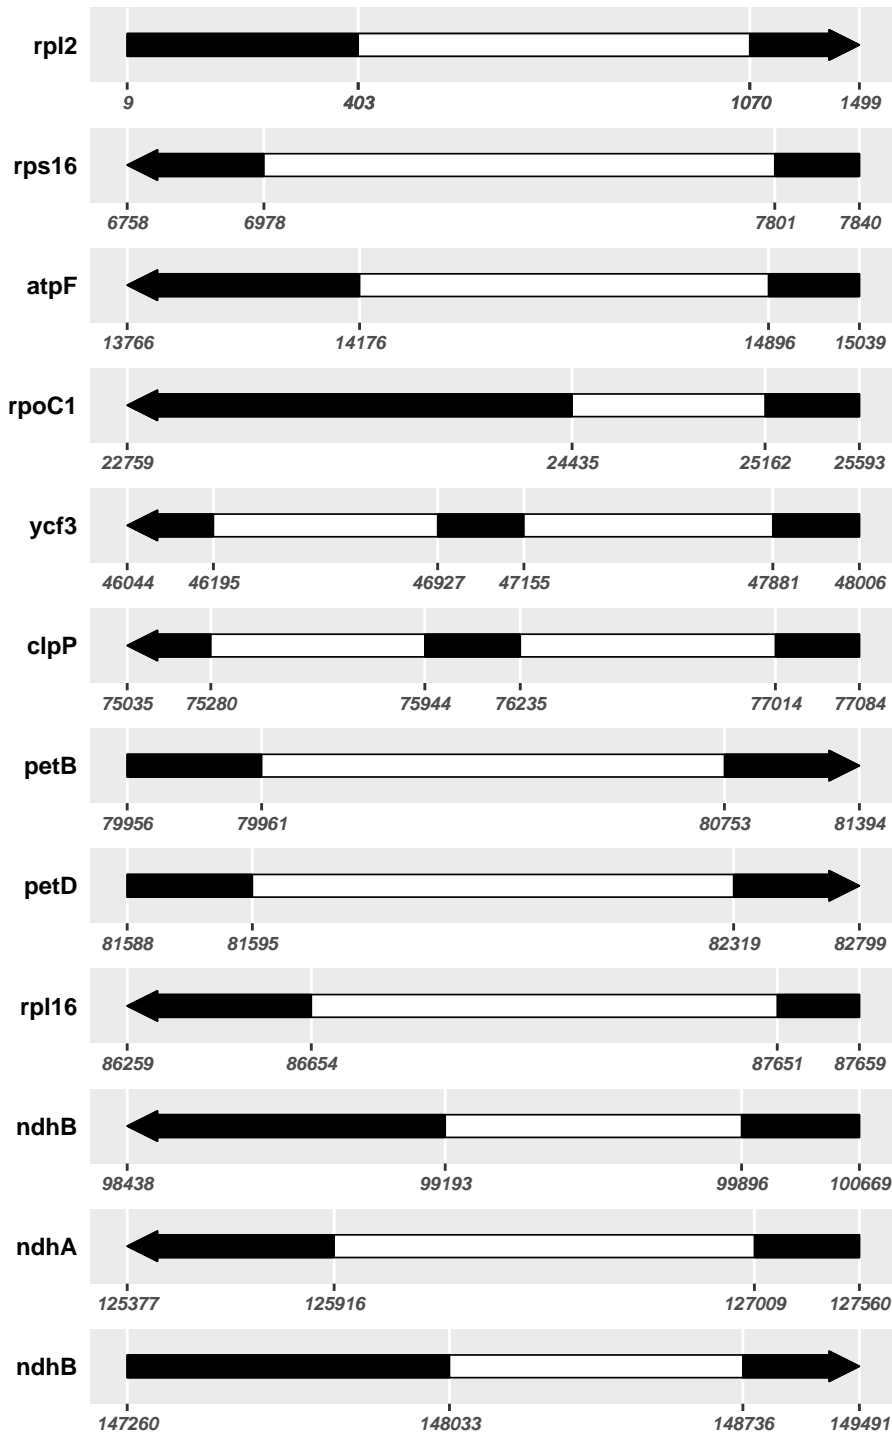 rpl2
9 403 1070 1499
rps16
6758 6978 7801 7840
atpF
13766 14176 14896 15039
rpoC1
22759 24435 25162 25593
ycf3
46044 46195 46927 47155 47881 48006
clpP
75035 75280 75944 76235 77014 77084
petB
79956 79961 80753 81394
petD
81588 81595 82319 82799
rpl16
86259 86654 87651 87659
ndhB
98438 99193 99896 100669
ndhA
125377 125916 127009 127560
ndhB
147260 148033 148736 149491